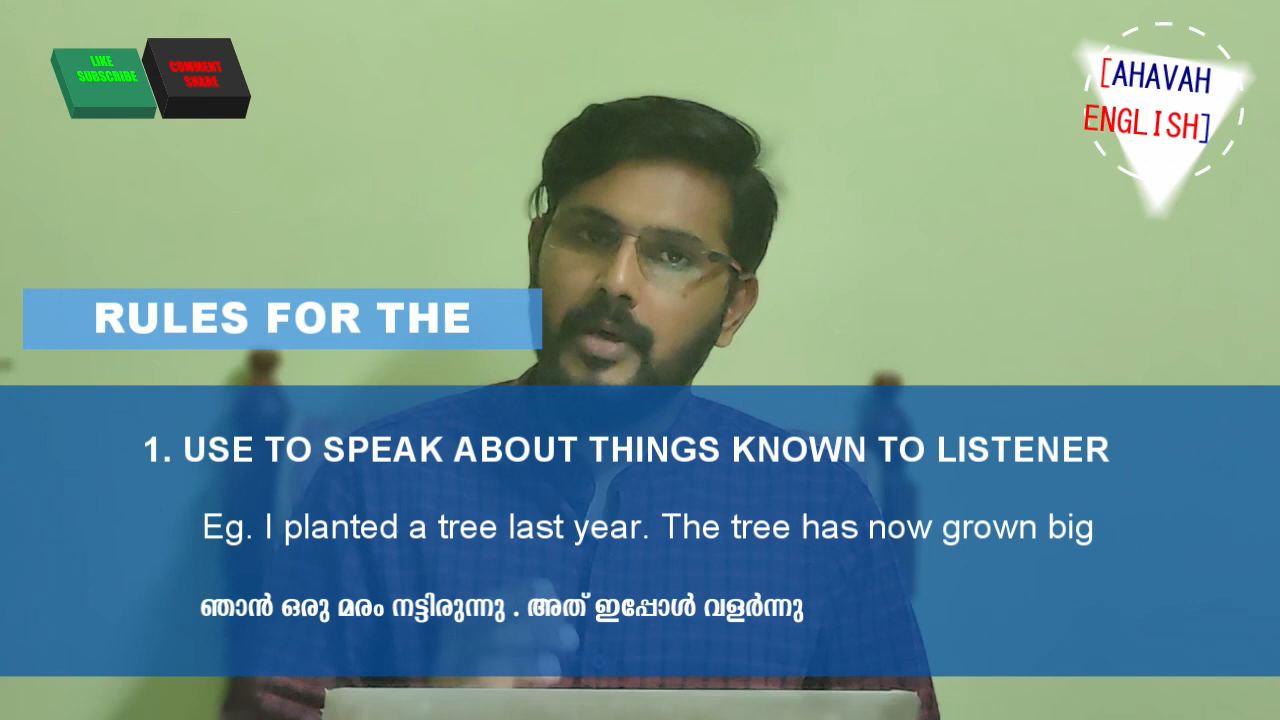 LIKE
SUBSCRIBE
COMMENT
SHARE
[AHAVAH
ENGLISH]
RULES FOR THE
1. USE TO SPEAK ABOUT THINGS KNOWN TO LISTENER
Eg. I planted a tree last year. The tree has now grown big
ഞാൻ ഒരു മരം നട്ടിരുന്നു . അത് ഇപ്പോൾ വളർന്നു